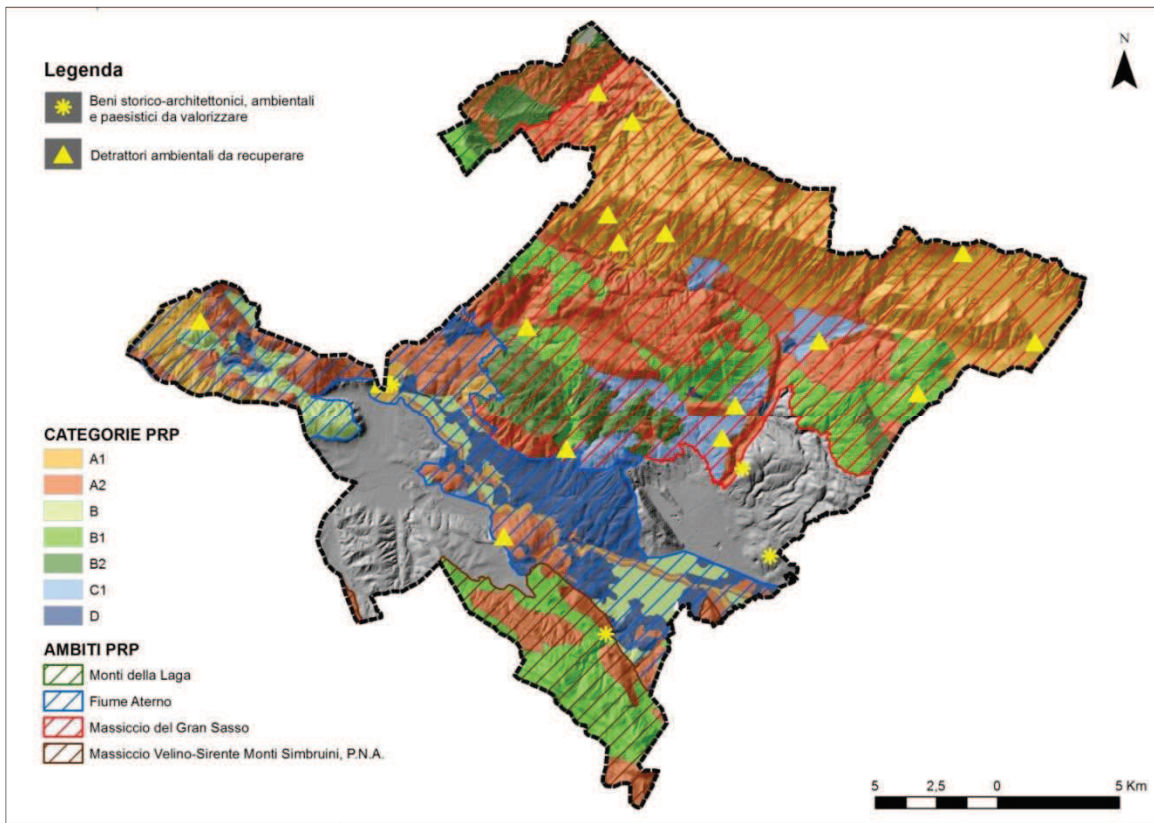 Legenda
Beni storico-architettonici, ambientali
e paesistici da valorizzare
Detrattori ambientali da recuperare
N
CATEGORIE PRP
A1
A2
B
B1
B2
C1
D
AMBITI PRP
Monti della Laga
Fiume Aterno
Massiccio del Gran Sasso
Massiccio Velino-Sirente Monti Simbruini, P.N.A.
5 2,5 0 5 Km